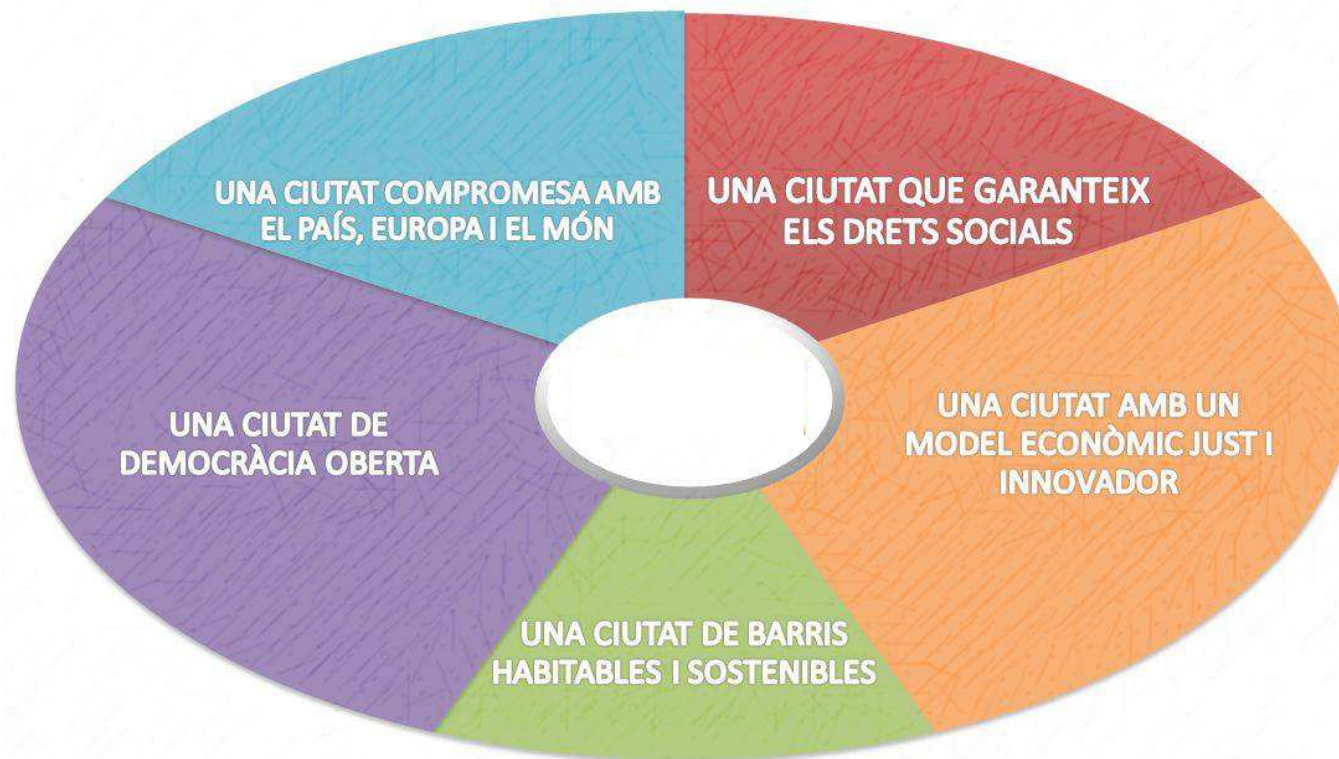 UNA CIUTAT COMPROMESA AMB
EL PAÍS, EUROPA I EL MÓN
UNA CIUTAT QUE GARANTEIX
ELS DRETS SOCIALS
UNA CIUTAT AMB UN
MODEL ECONÒMIC JUST I
INNOVADOR
UNA CIUTAT DE
DEMOCRÀCIA OBERTA
UNA CIUTAT DE BARRIS
HABITABLES I SOSTENIBLES